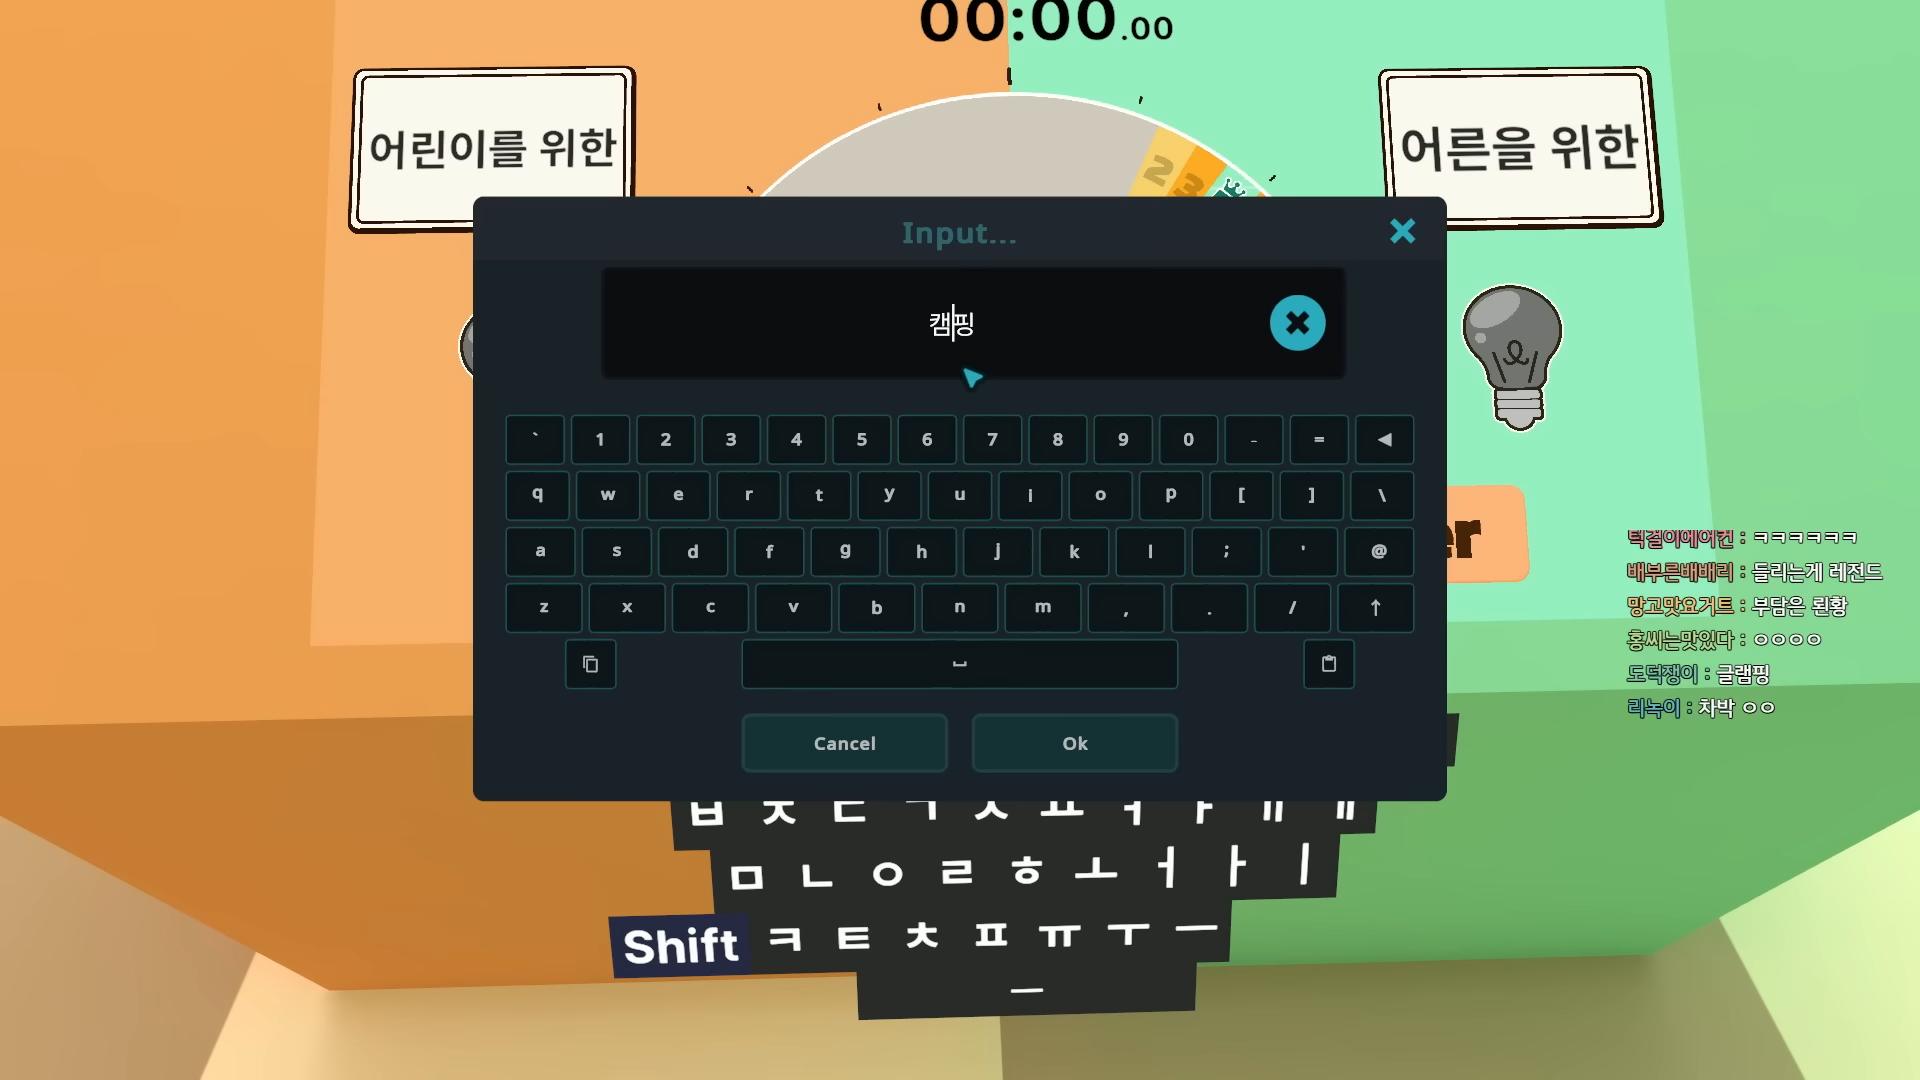 00:00.00
어린이를 위한
어른을 위한
2
3
Input...
캠핑
` 1 2 3 4 5 6 7 8 9 0 - = ◀
q w e r t y u i o p [ ] \
a s d f g h j k l ; ' @
z x c v b n m , . / ↑
Cancel
Ok
턱걸이에어컨 : ㅋㅋㅋㅋㅋㅋ
배부른배배리 : 들리는게 레전드
망고맛요거트 : 부담은 뢴황
홍씨는맛있다 : ㅇㅇㅇㅇ
도덕쟁이 : 글램핑
리녹이 : 차박 ㅇㅇ
ㅁ ㄴ ㅇ ㄹ ㅎ ㅗ ㅓ ㅏ ㅣ
Shift ㅋ ㅌ ㅊ ㅍ ㅠ ㅜ ㅡ